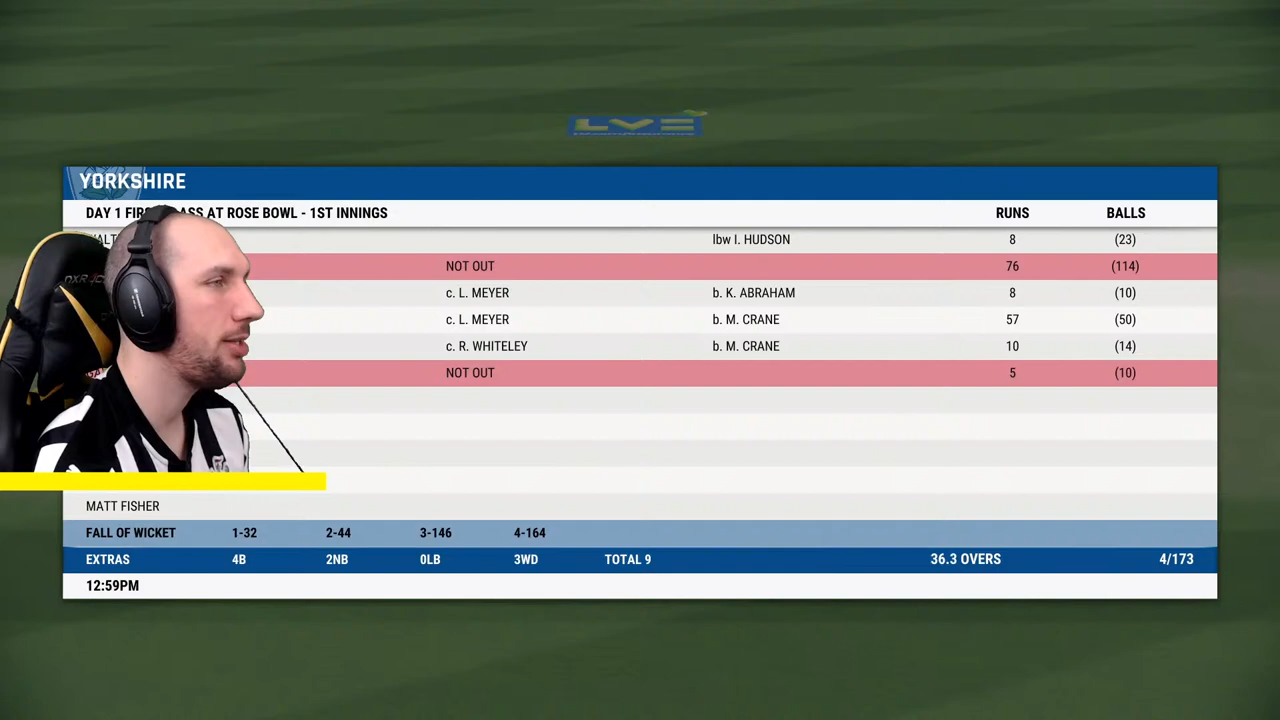 LVE
YORKSHIRE
DAY 1 FIRST CLASS AT ROSE BOWL - 1ST INNINGS RUNS BALLS
lbw I. HUDSON 8 (23)
NOT OUT 76 (114)
c. L. MEYER b. K. ABRAHAM 8 (10)
c. L. MEYER b. M. CRANE 57 (50)
c. R. WHITELEY b. M. CRANE 10 (14)
NOT OUT 5 (10)
MATT FISHER
FALL OF WICKET 1-32 2-44 3-146 4-164
EXTRAS 4B 2NB 0LB 3WD TOTAL 9 36.3 OVERS 4/173
12:59PM